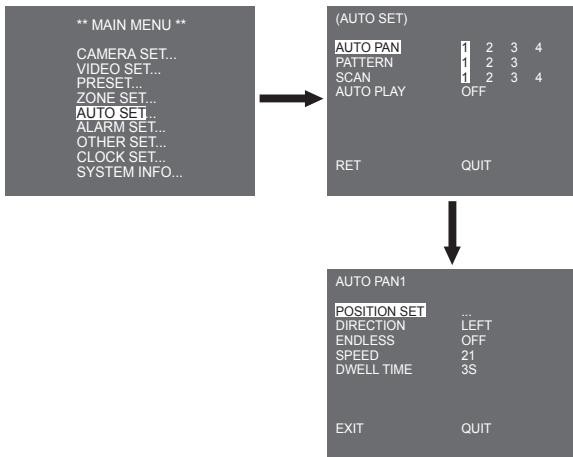 ** MAIN MENU **
CAMERA SET...
VIDEO SET...
PRESET...
ZONE SET...
AUTO SET...
ALARM SET...
OTHER SET...
CLOCK SET...
SYSTEM INFO...
(AUTO SET)
AUTO PAN 1 2 3 4
PATTERN 1 2 3
SCAN 1 2 3 4
AUTO PLAY OFF
RET QUIT
AUTO PAN1
POSITION SET ...
DIRECTION LEFT
ENDLESS OFF
SPEED 21
DWELL TIME 3S
EXIT QUIT